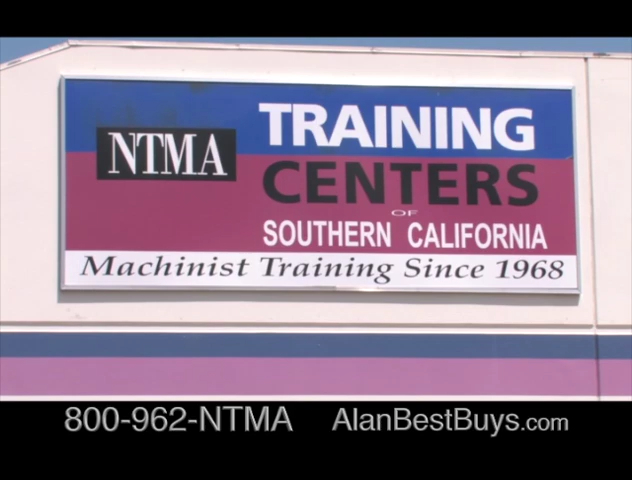 NTMA
TRAINING
CENTERS
OF
SOUTHERN CALIFORNIA
Machinist Training Since 1968
800-962-NTMA AlanBestBuys.com